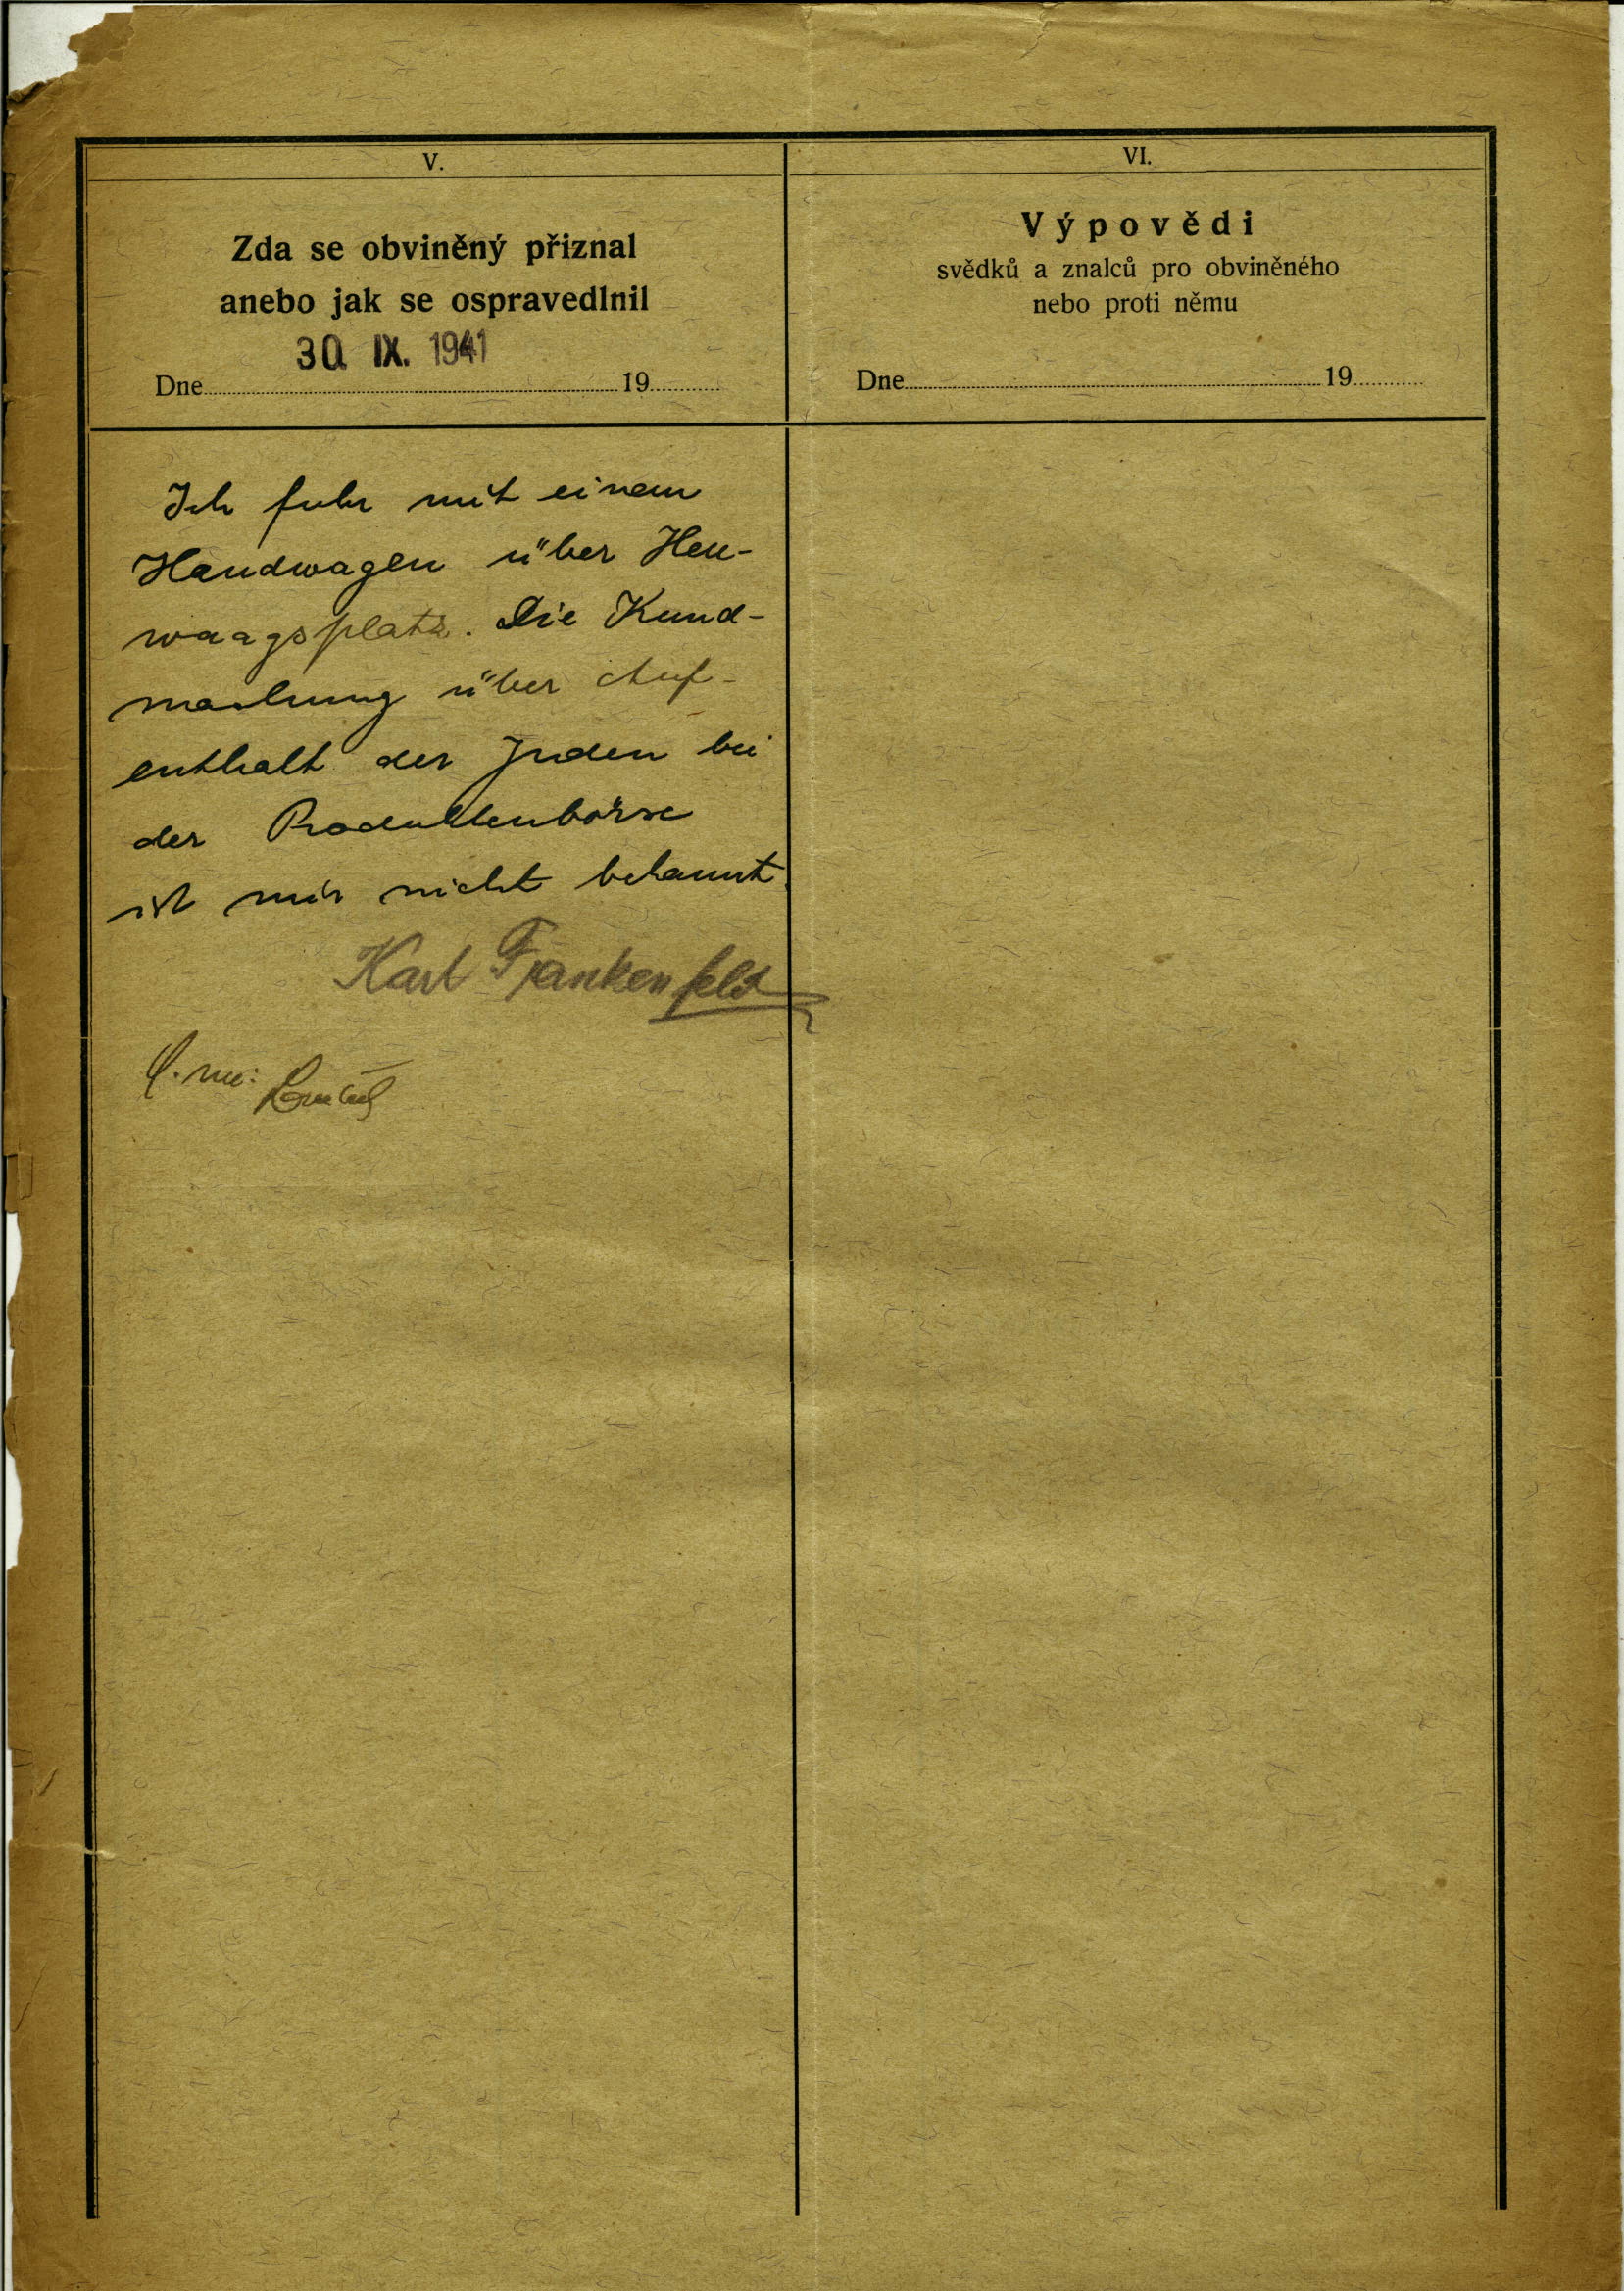 V.
Zda se obviněný přiznal
anebo jak se ospravedlnil
30. IX. 1941
Dne 19
VI.
Výpovědi
svědků a znalců pro obviněného
nebo proti němu
Dne 19
Ich fuhr mit einem
Handwagen über Heu-
waagsplatz. Die Kund-
machung über Auf-
enthalt der Juden bei
der Produktenbörse
ist mir nicht bekannt.
Karl Frankenfeld